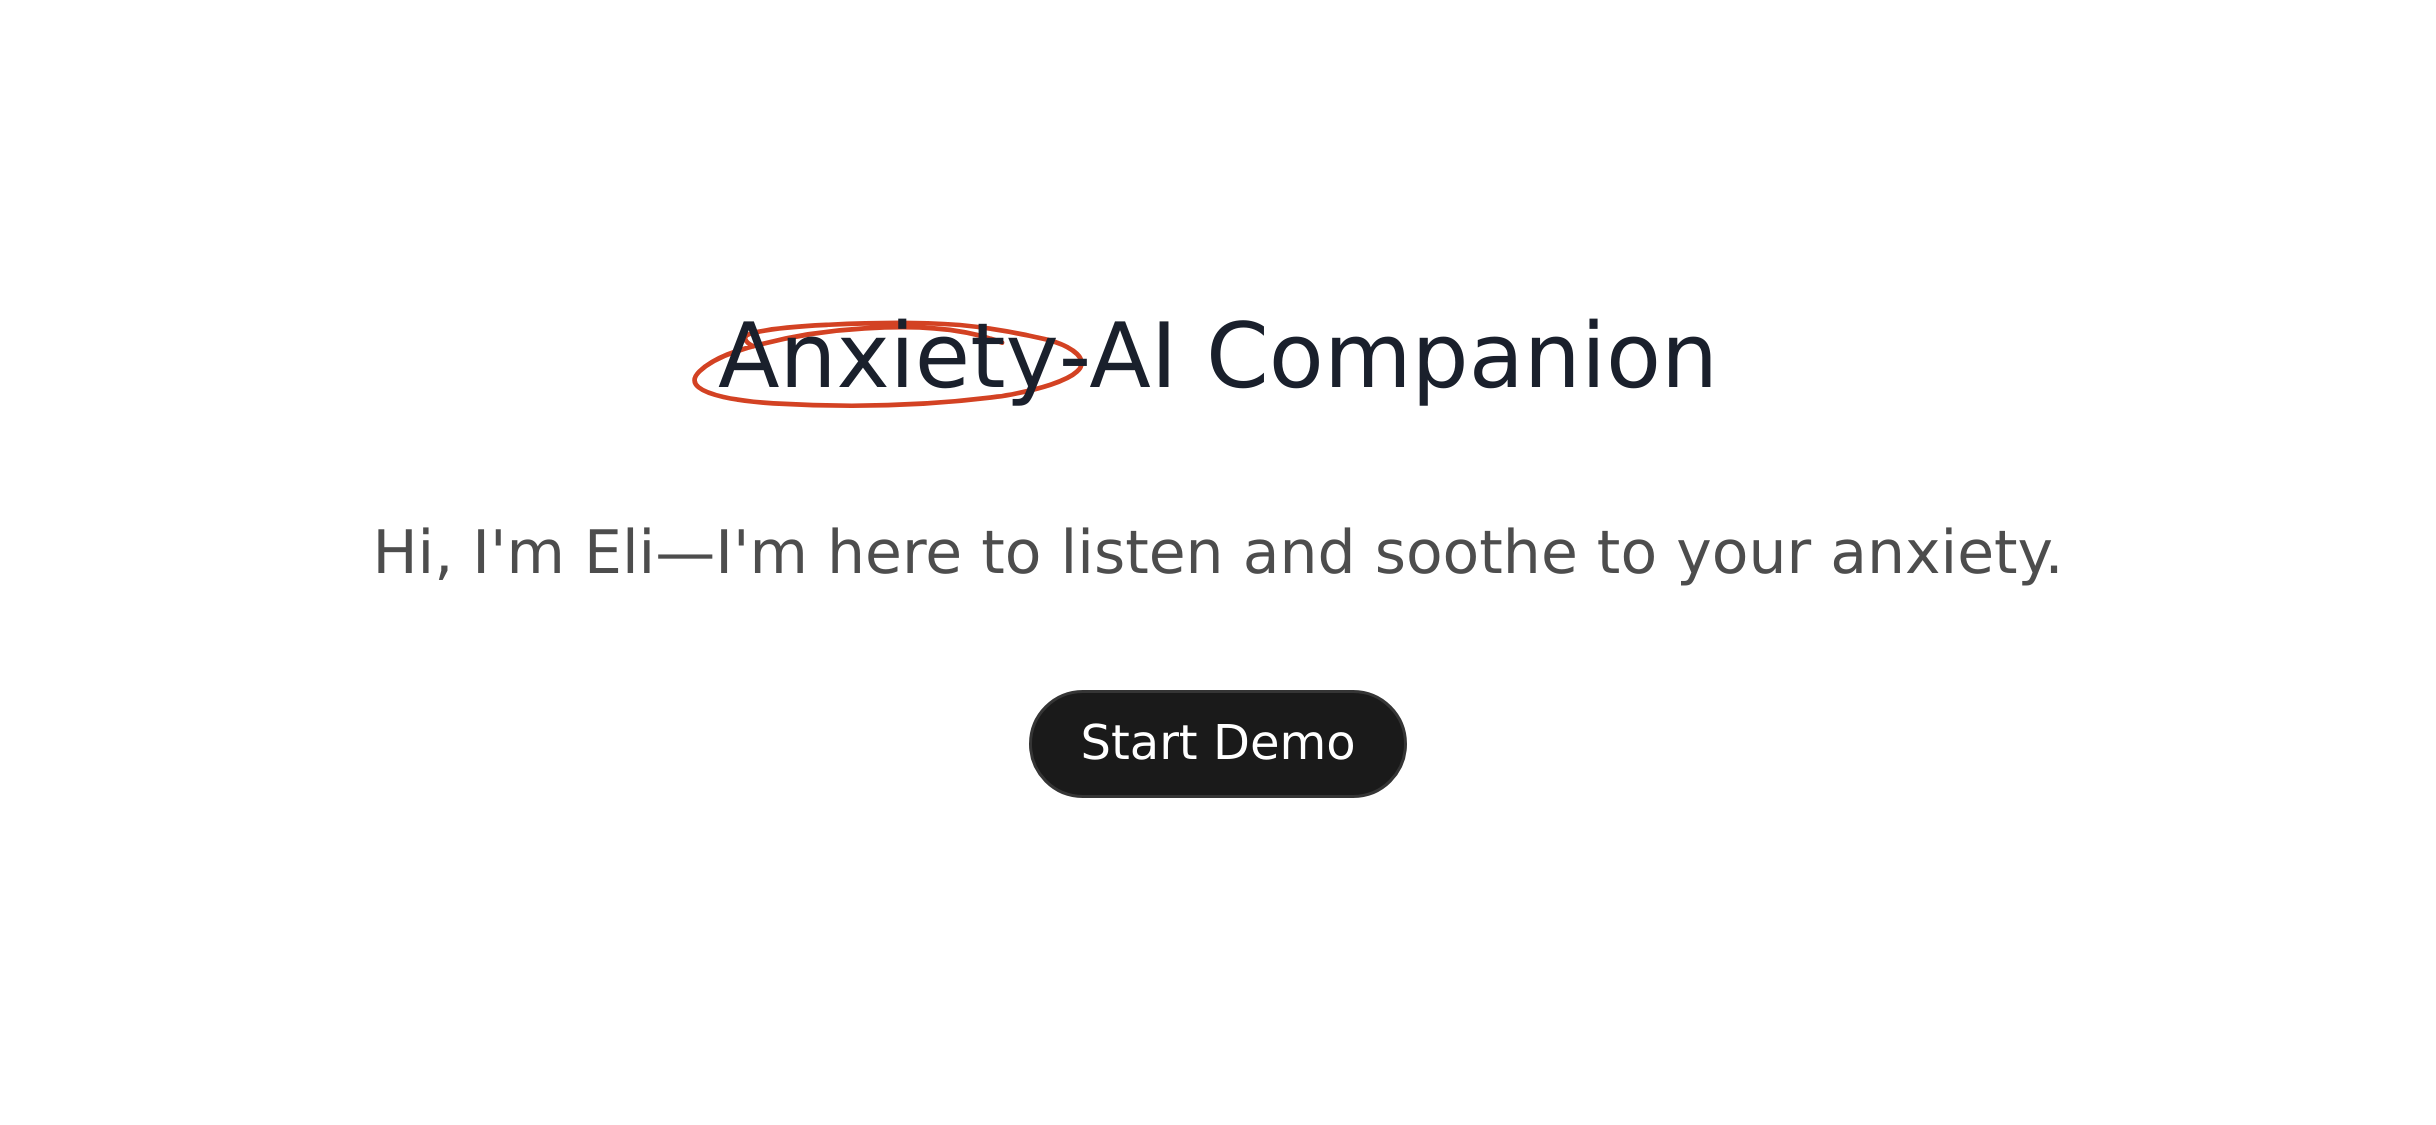 Anxiety-AI Companion
Hi, I'm Eli—I'm here to listen and soothe to your anxiety.
Start Demo